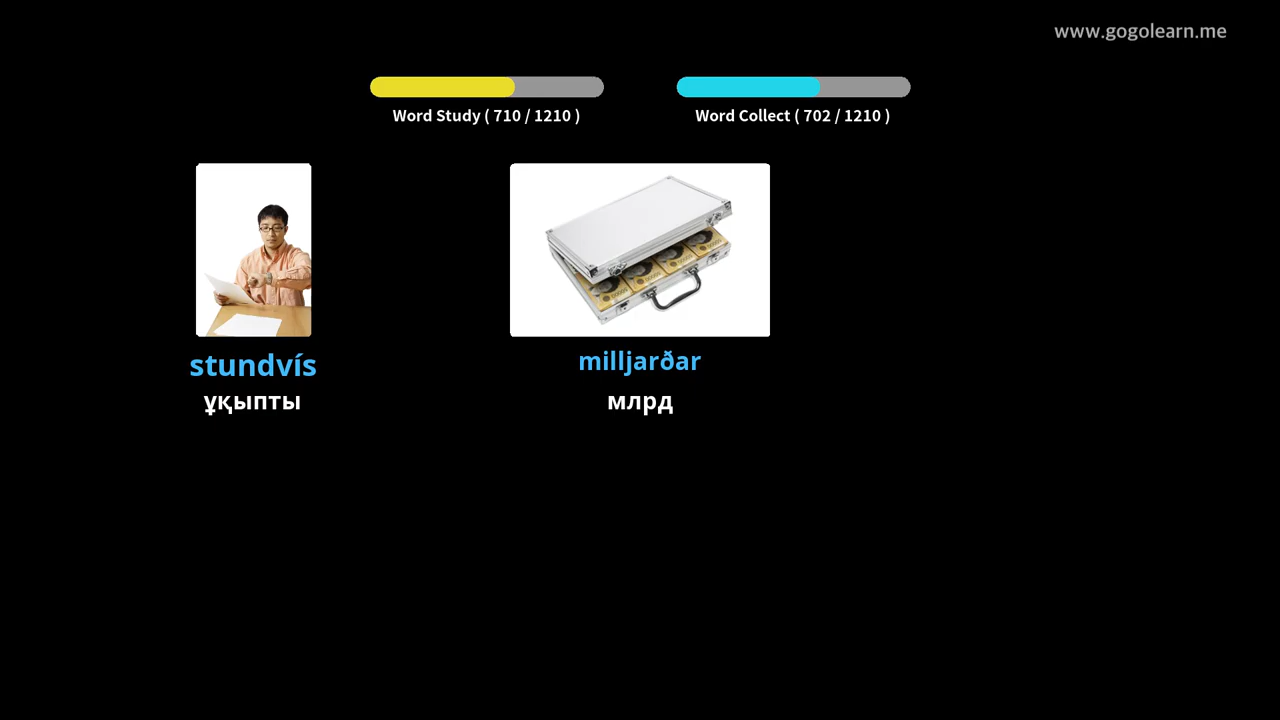 www.gogolearn.me
Word Study ( 710 / 1210 )
Word Collect ( 702 / 1210 )
stundvís
ұқыпты
milljarðar
млрд